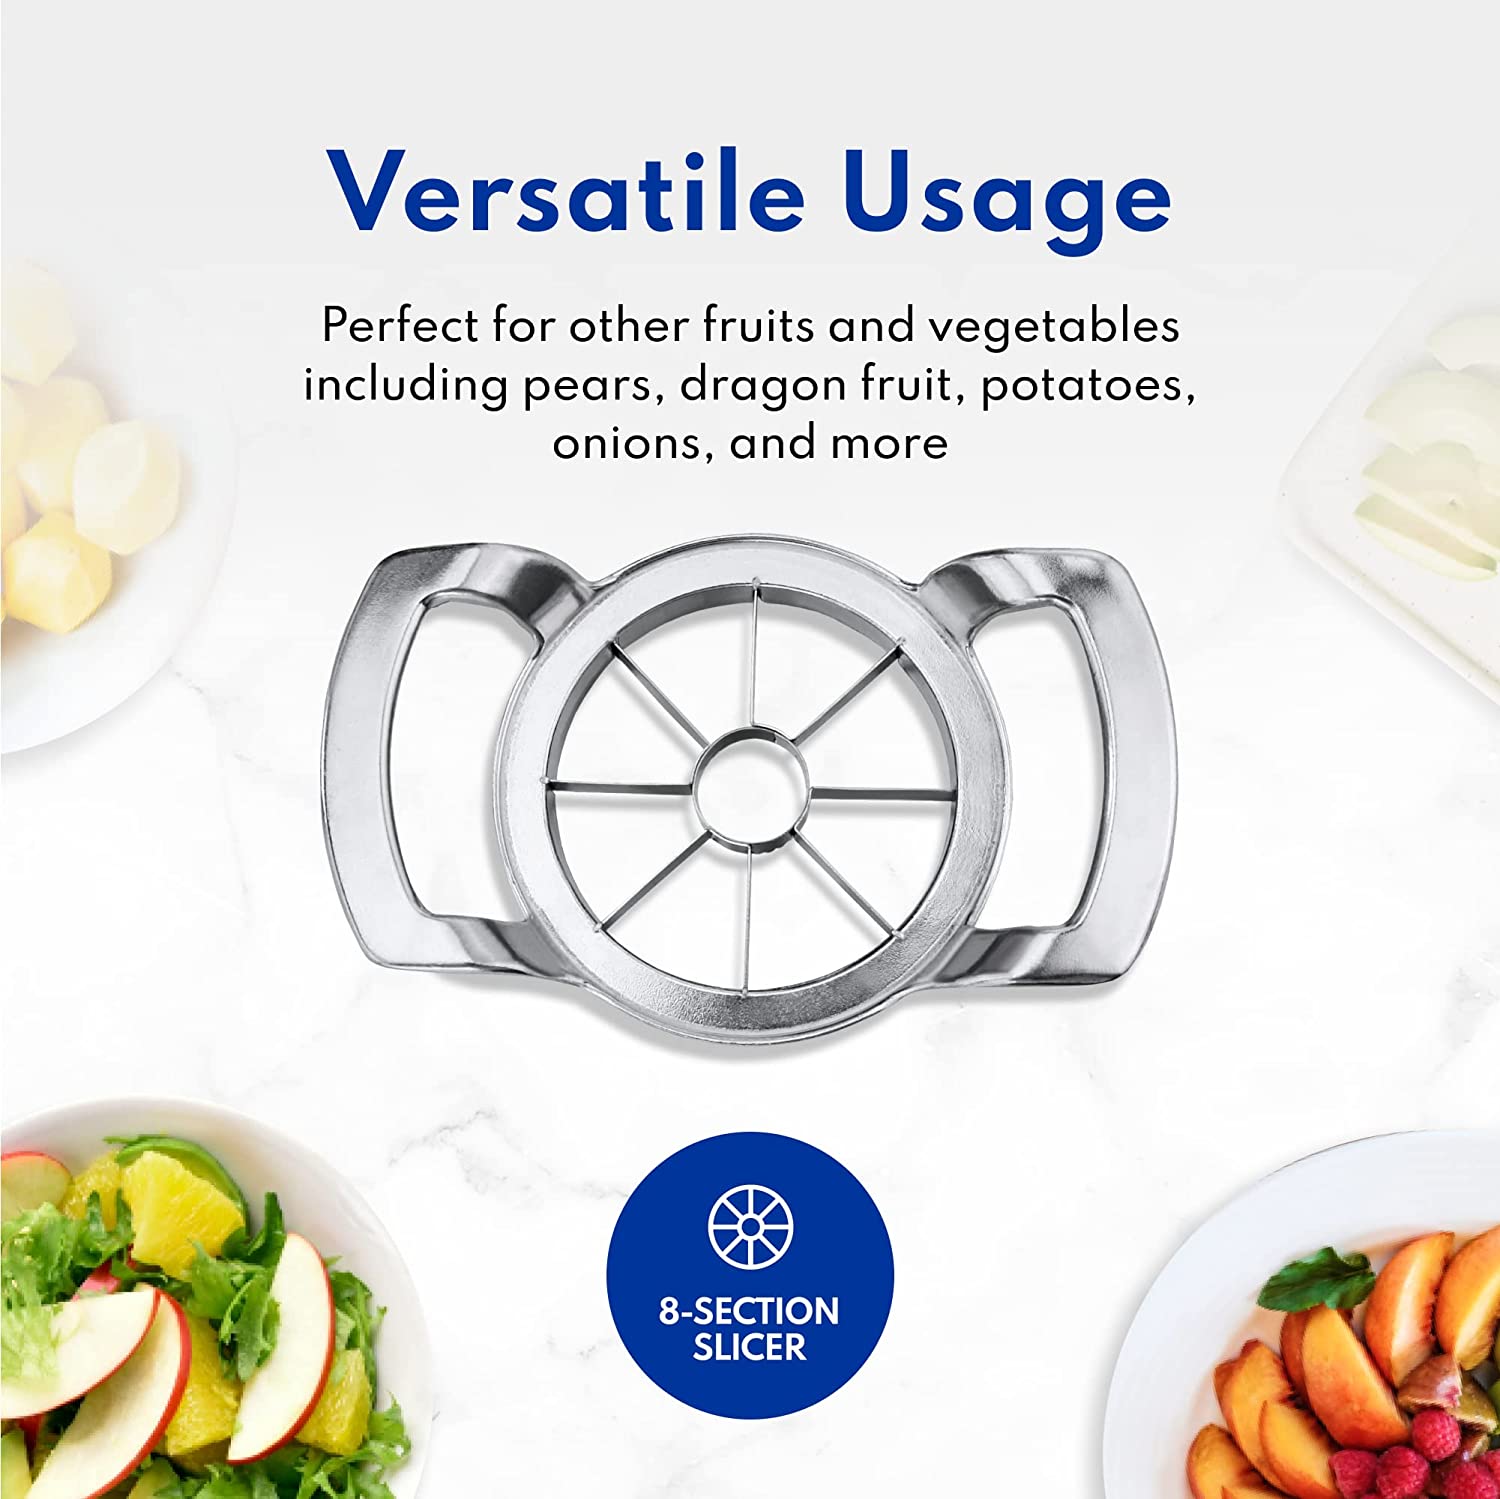 Versatile Usage
Perfect for other fruits and vegetables
including pears, dragon fruit, potatoes,
onions, and more
8-SECTION
SLICER